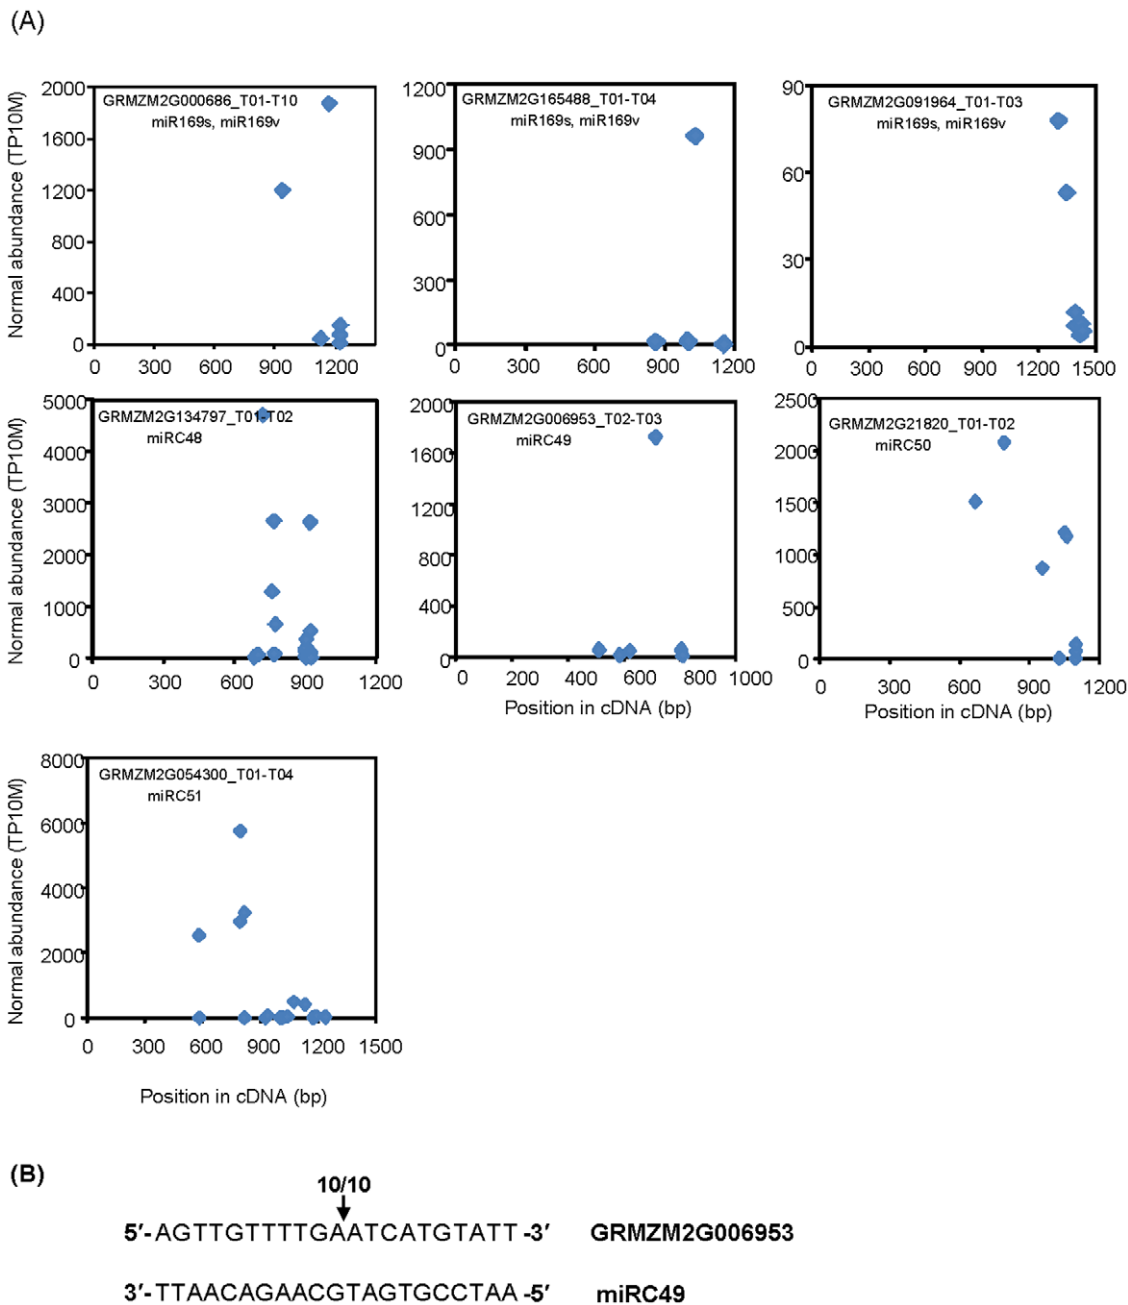 (A)
Normal abundance (TP10M)
2000
1600
1200
800
400
0
GRMZM2G000686_T01-T10
miR169s, miR169v
0 300 600 900 1200
1200
900
600
300
0
GRMZM2G165488_T01-T04
miR169s, miR169v
0 300 600 900 1200
90
60
30
0
GRMZM2G091964_T01-T03
miR169s, miR169v
0 300 600 900 1200 1500
Normal abundance (TP10M)
5000
4000
3000
2000
1000
0
GRMZM2G134797_T01-T02
miRC48
0 300 600 900 1200
2000
1600
1200
800
400
0
GRMZM2G006953_T02-T03
miRC49
0 200 400 600 800 1000
Position in cDNA (bp)
2500
2000
1500
1000
500
0
GRMZM2G21820_T01-T02
miRC50
0 300 600 900 1200
Position in cDNA (bp)
Normal abundance (TP10M)
8000
6000
4000
2000
0
GRMZM2G054300_T01-T04
miRC51
0 300 600 900 1200 1500
Position in cDNA (bp)
(B)
10/10
5′-AGTTGTTTTGAATCATGTATT-3′ GRMZM2G006953
3′-TTAACAGAACGTAGTGCCTAA-5′ miRC49